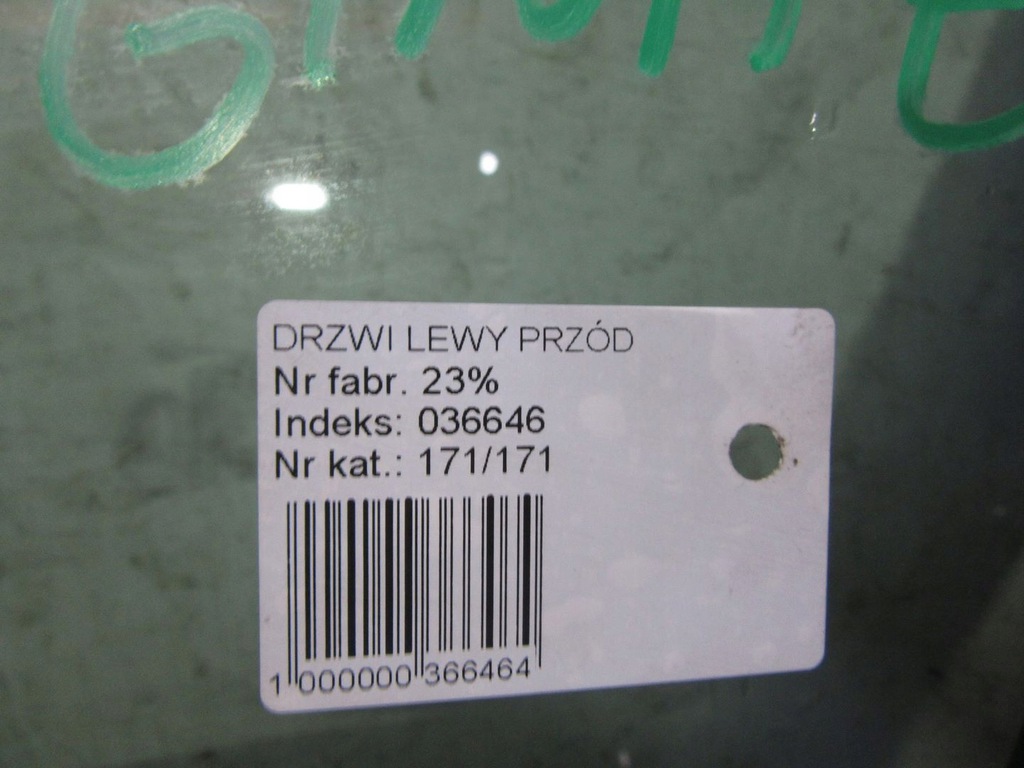 DRZWI LEWY PRZÓD
Nr fabr. 23%
Indeks: 036646
Nr kat.: 171/171
1 000000 366464